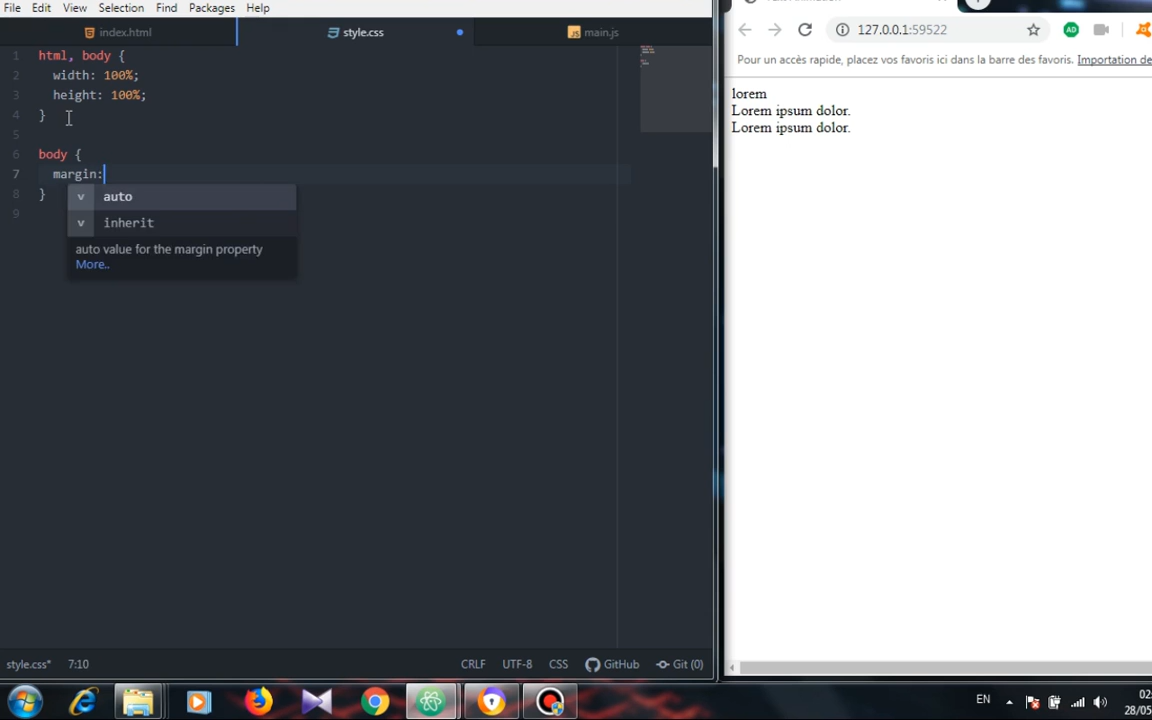 File Edit View Selection Find Packages Help
index.html
style.css
main.js
1 html, body {
2 width: 100%;
3 height: 100%;
4 }
5
6 body {
7 margin:
8 }
9
v auto
v inherit
auto value for the margin property
More..
style.css* 7:10
CRLF UTF-8 CSS GitHub Git (0)
127.0.0.1:59522
AD
Pour un accès rapide, placez vos favoris ici dans la barre des favoris. Importation de
lorem
Lorem ipsum dolor.
Lorem ipsum dolor.
EN
02:
28/05